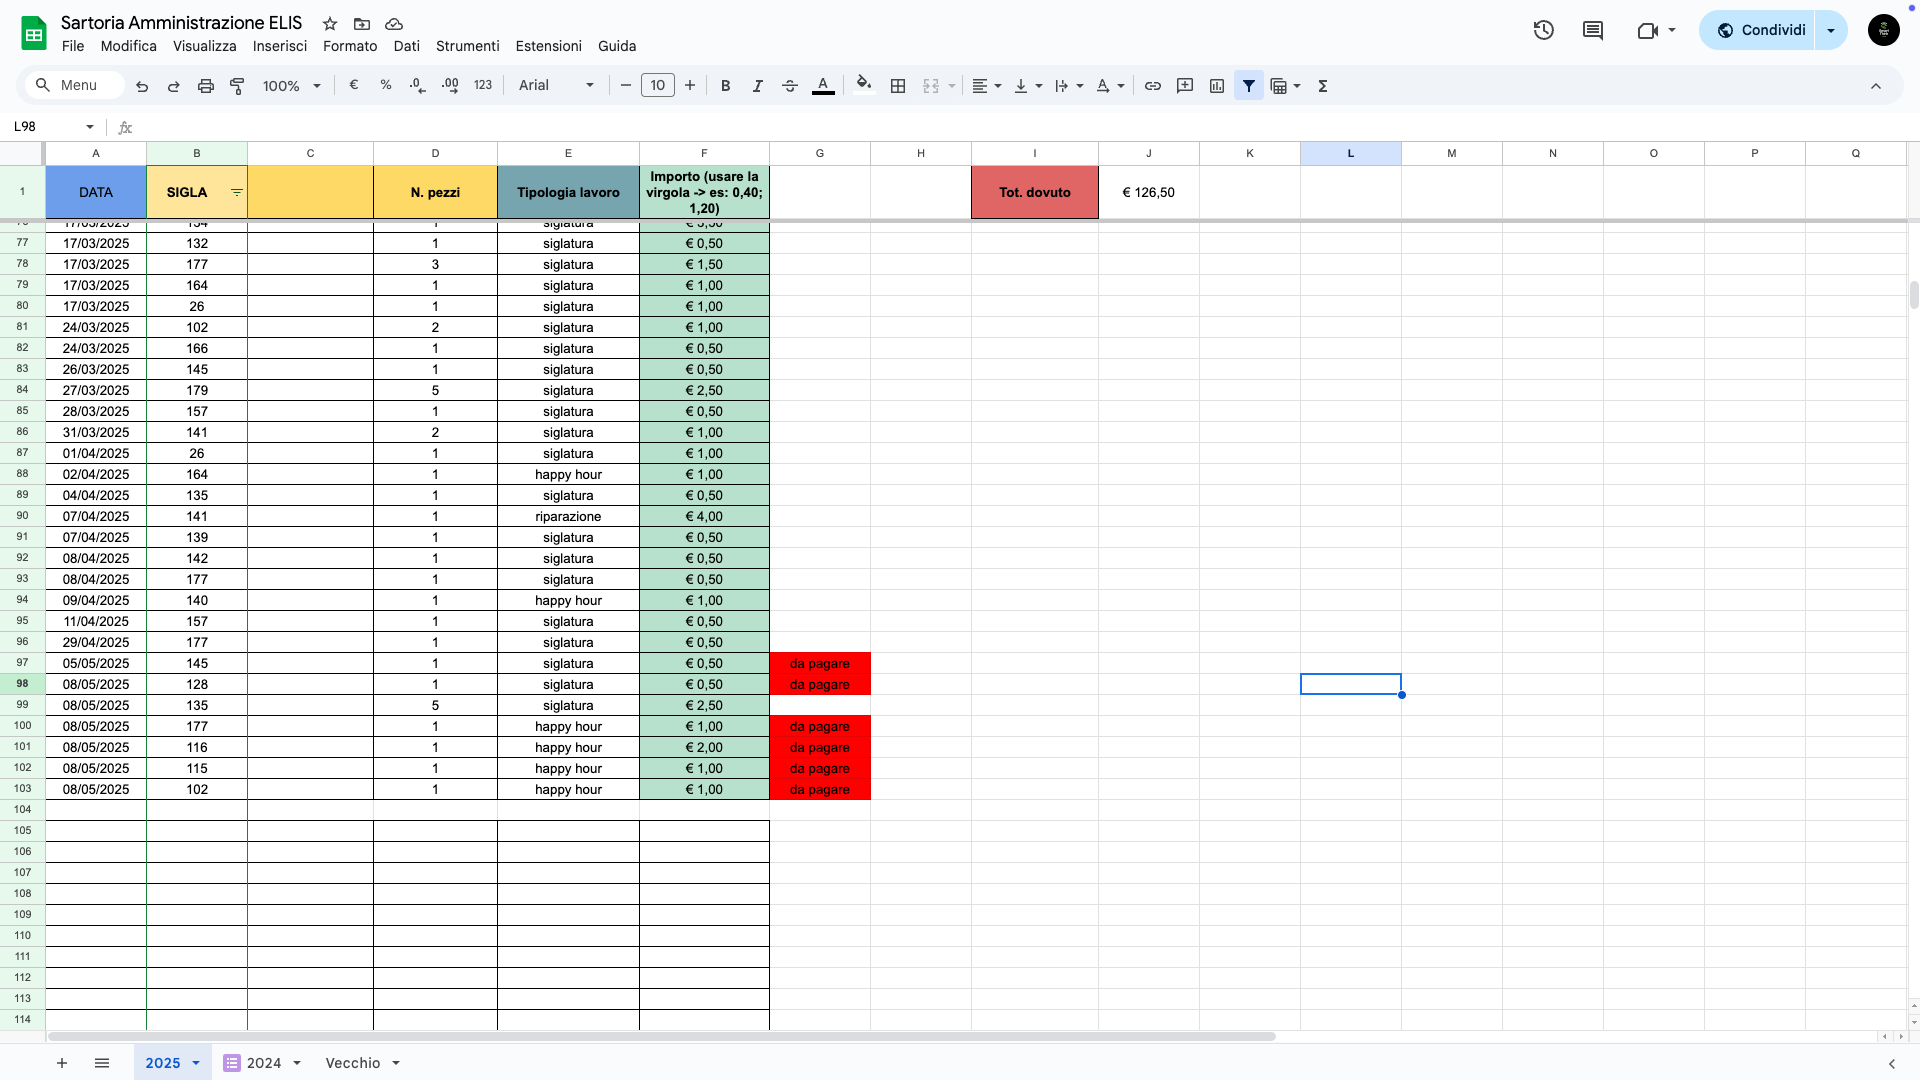 Sartoria Amministrazione ELIS
File Modifica Visualizza Inserisci Formato Dati Strumenti Estensioni Guida
Condividi
Menu 100% € % .0 .00 123 Arial 10 B I A Σ
L98 fx
A B C D E F G H I J K L M N O P Q
1 DATA SIGLA N. pezzi Tipologia lavoro Importo (usare la virgola -> es: 0,40; 1,20) Tot. dovuto € 126,50
76 17/03/2025 134 1 siglatura € 3,50
77 17/03/2025 132 1 siglatura € 0,50
78 17/03/2025 177 3 siglatura € 1,50
79 17/03/2025 164 1 siglatura € 1,00
80 17/03/2025 26 1 siglatura € 1,00
81 24/03/2025 102 2 siglatura € 1,00
82 24/03/2025 166 1 siglatura € 0,50
83 26/03/2025 145 1 siglatura € 0,50
84 27/03/2025 179 5 siglatura € 2,50
85 28/03/2025 157 1 siglatura € 0,50
86 31/03/2025 141 2 siglatura € 1,00
87 01/04/2025 26 1 siglatura € 1,00
88 02/04/2025 164 1 happy hour € 1,00
89 04/04/2025 135 1 siglatura € 0,50
90 07/04/2025 141 1 riparazione € 4,00
91 07/04/2025 139 1 siglatura € 0,50
92 08/04/2025 142 1 siglatura € 0,50
93 08/04/2025 177 1 siglatura € 0,50
94 09/04/2025 140 1 happy hour € 1,00
95 11/04/2025 157 1 siglatura € 0,50
96 29/04/2025 177 1 siglatura € 0,50
97 05/05/2025 145 1 siglatura € 0,50 da pagare
98 08/05/2025 128 1 siglatura € 0,50 da pagare
99 08/05/2025 135 5 siglatura € 2,50
100 08/05/2025 177 1 happy hour € 1,00 da pagare
101 08/05/2025 116 1 happy hour € 2,00 da pagare
102 08/05/2025 115 1 happy hour € 1,00 da pagare
103 08/05/2025 102 1 happy hour € 1,00 da pagare
104
105
106
107
108
109
110
111
112
113
114
2025 2024 Vecchio